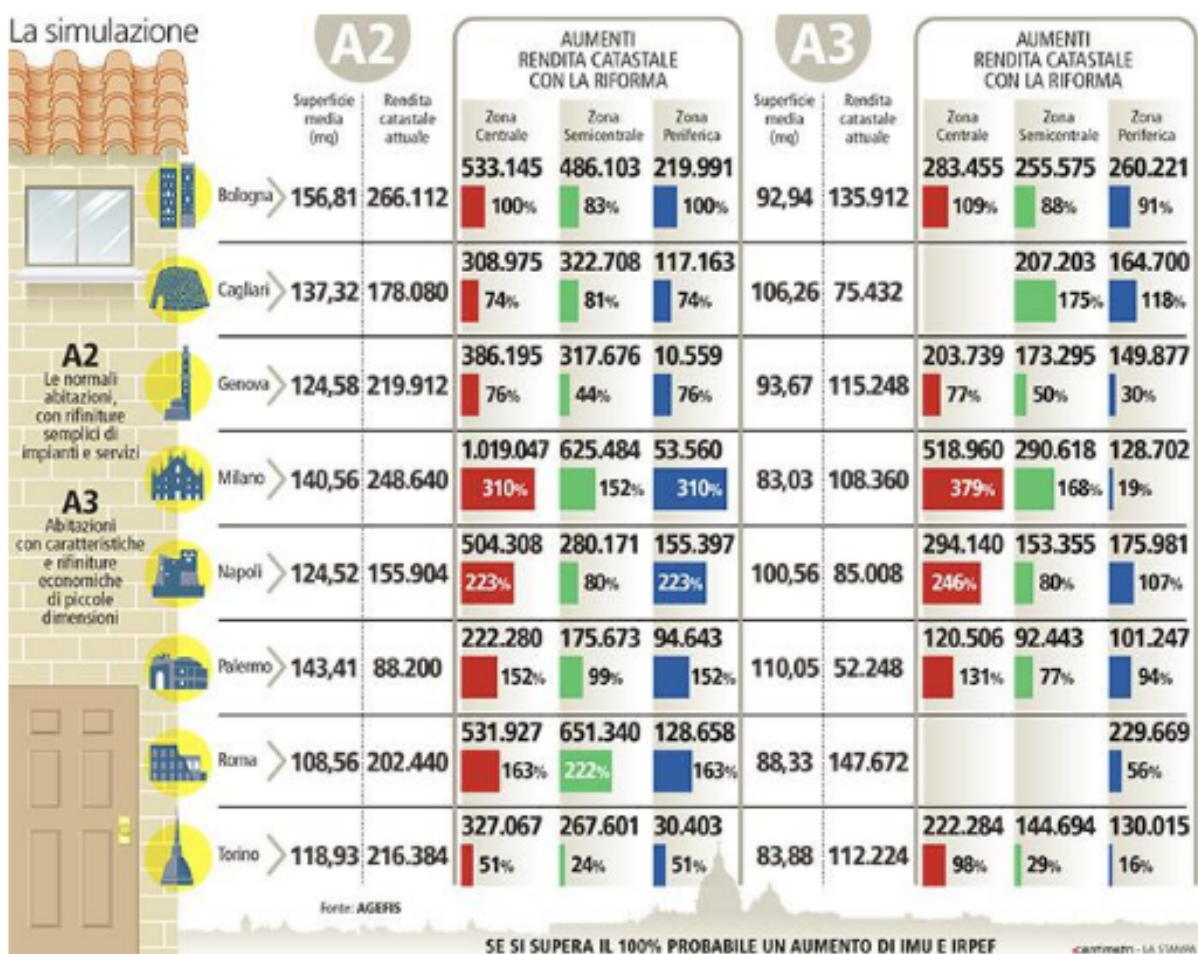 La simulazione
A2
Le normali
abitazioni,
con rifiniture
semplici di
impianti e servizi
A3
Abitazioni
con caratteristiche
e rifiniture
economiche
di piccole
dimensioni
A2
AUMENTI
RENDITA CATASTALE
CON LA RIFORMA
A3
AUMENTI
RENDITA CATASTALE
CON LA RIFORMA
Superficie media (mq) Rendita catastale attuale Zona Centrale Zona Semicentrale Zona Periferica Superficie media (mq) Rendita catastale attuale Zona Centrale Zona Semicentrale Zona Periferica
533.145 486.103 219.991 283.455 255.575 260.221
Bologna 156,81 266.112 100% 83% 100% 92,94 135.912 109% 88% 91%
308.975 322.708 117.163 207.203 164.700
Cagliari 137,32 178.080 74% 81% 74% 106,26 75.432 175% 118%
386.195 317.676 10.559 203.739 173.295 149.877
Genova 124,58 219.912 76% 44% 76% 93,67 115.248 77% 50% 30%
1.019.047 625.484 53.560 518.960 290.618 128.702
Milano 140,56 248.640 310% 152% 310% 83,03 108.360 379% 168% 19%
504.308 280.171 155.397 294.140 153.355 175.981
Napoli 124,52 155.904 223% 80% 223% 100,56 85.008 246% 80% 107%
222.280 175.673 94.643 120.506 92.443 101.247
Palermo 143,41 88.200 152% 99% 152% 110,05 52.248 131% 77% 94%
531.927 651.340 128.658 229.669
Roma 108,56 202.440 163% 222% 163% 88,33 147.672 56%
327.067 267.601 30.403 222.284 144.694 130.015
Torino 118,93 216.384 51% 24% 51% 83,88 112.224 98% 29% 16%
Fonte: AGEFIS
SE SI SUPERA IL 100% PROBABILE UN AUMENTO DI IMU E IRPEF
centimetri - LA STAMPA